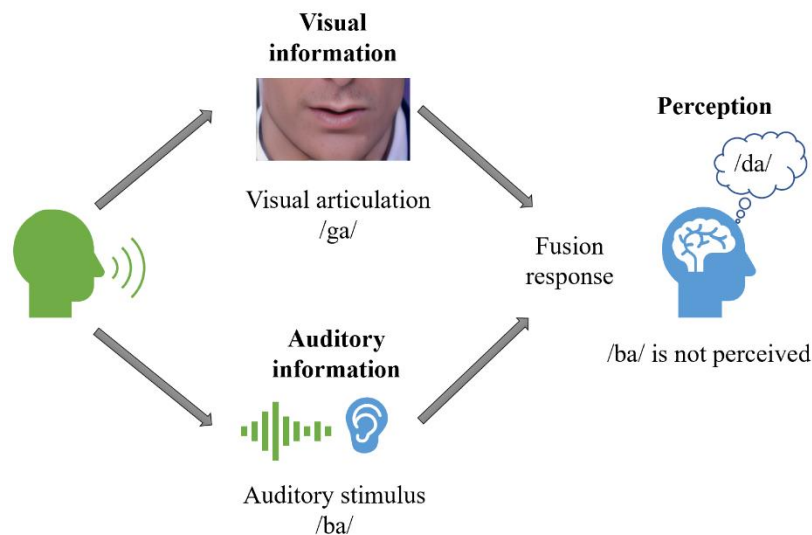 Visual
information
Visual articulation
/ga/
Auditory
information
Auditory stimulus
/ba/
Fusion
response
Perception
/da/
/ba/ is not perceived